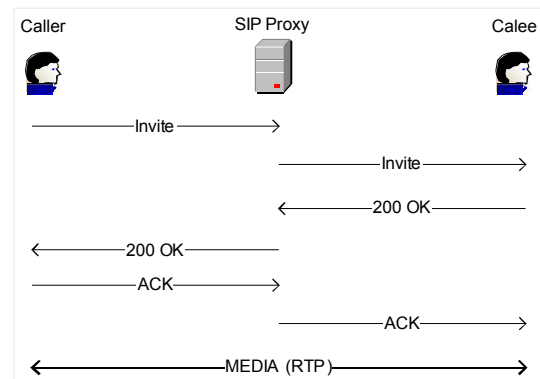 Caller
SIP Proxy
Calee
Invite
Invite
200 OK
200 OK
ACK
ACK
MEDIA (RTP)